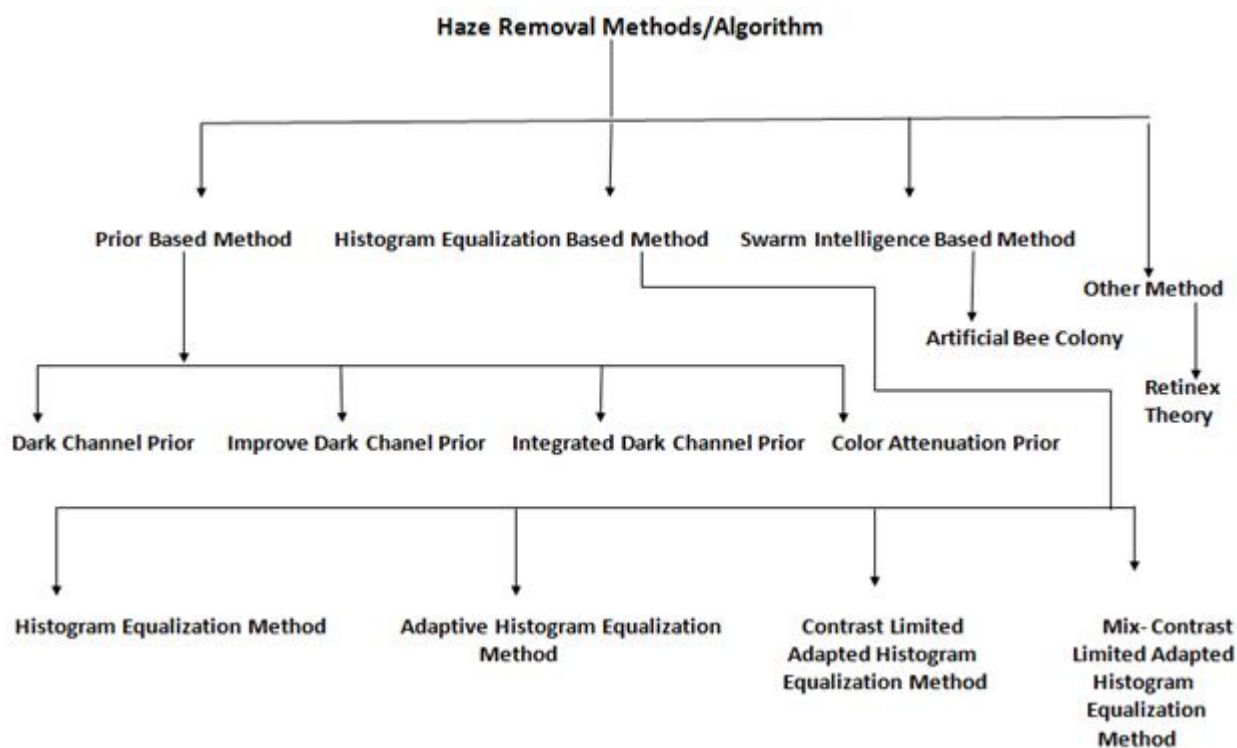 Haze Removal Methods/Algorithm
Prior Based Method
Histogram Equalization Based Method
Swarm Intelligence Based Method
Other Method
Artificial Bee Colony
Retinex
Theory
Dark Channel Prior
Improve Dark Chanel Prior
Integrated Dark Channel Prior
Color Attenuation Prior
Histogram Equalization Method
Adaptive Histogram Equalization
Method
Contrast Limited
Adapted Histogram
Equalization Method
Mix- Contrast
Limited Adapted
Histogram
Equalization
Method